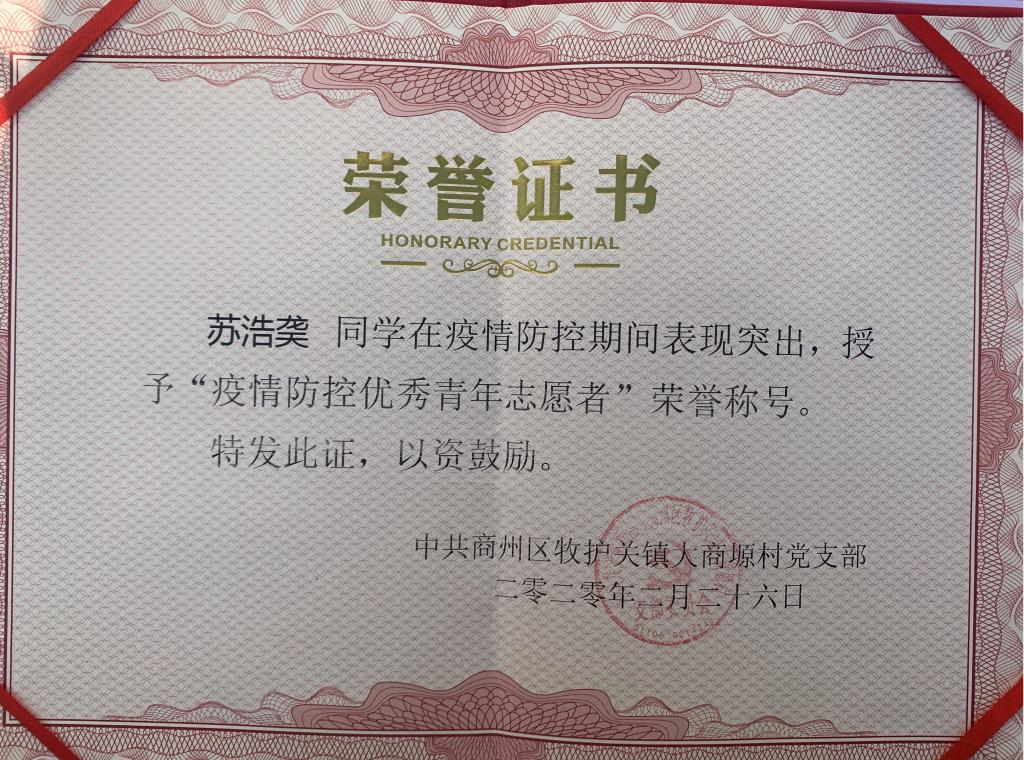 荣誉证书
HONORARY CREDENTIAL
苏浩䶮 同学在疫情防控期间表现突出，授
予“疫情防控优秀青年志愿者”荣誉称号。
特发此证，以资鼓励。
中共商州区牧护关镇大商塬村党支部
二零二零年二月二十六日